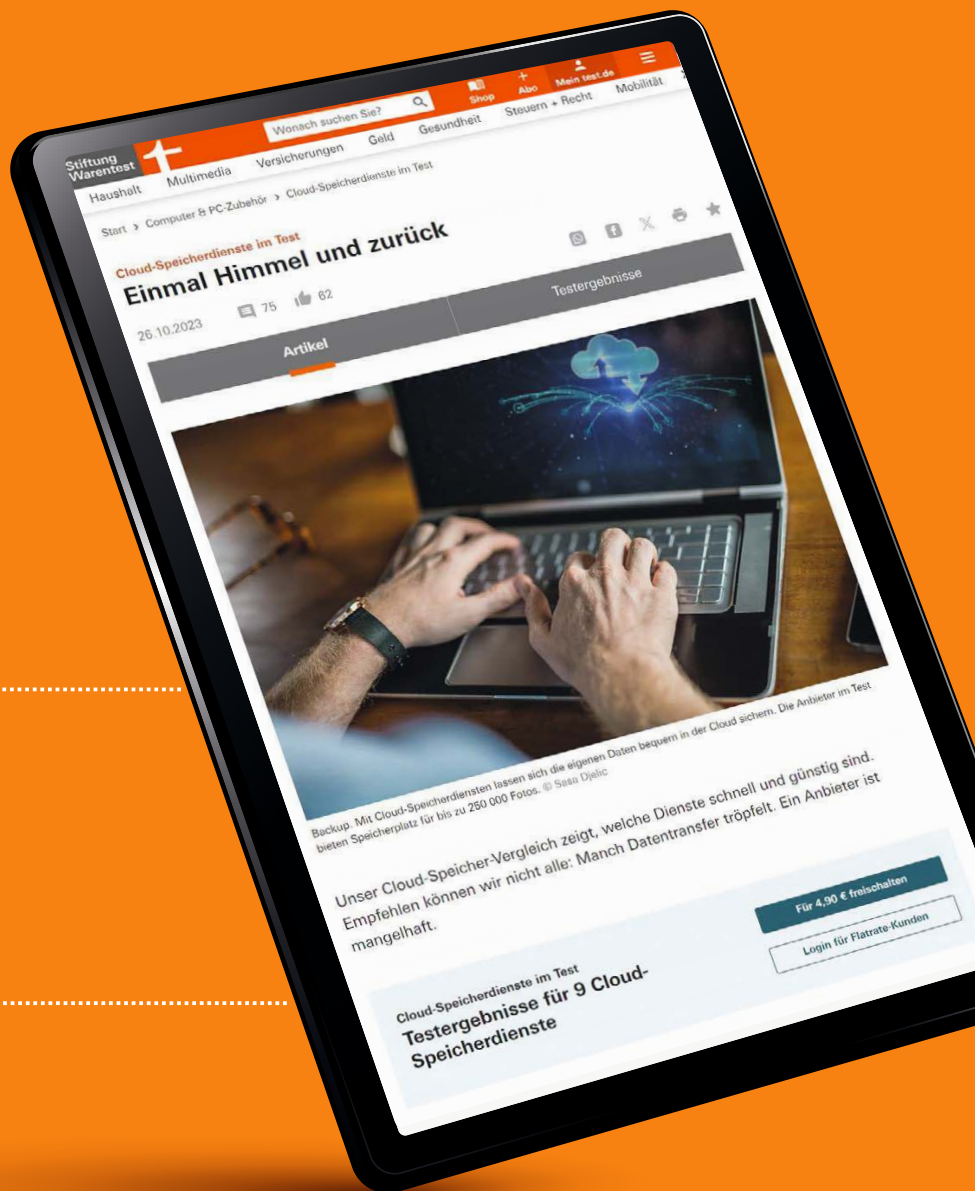 Stiftung
Warentest
Wonach suchen Sie?
Shop
Abo
Mein test.de
Haushalt Multimedia Versicherungen Geld Gesundheit Steuern + Recht Mobilität
Start > Computer & PC-Zubehör > Cloud-Speicherdienste im Test
Cloud-Speicherdienste im Test
Einmal Himmel und zurück
26.10.2023 75 62
Artikel Testergebnisse
Backup. Mit Cloud-Speicherdiensten lassen sich die eigenen Daten bequem in der Cloud sichern. Die Anbieter im Test
bieten Speicherplatz für bis zu 250 000 Fotos. © Sasa Djelic
Unser Cloud-Speicher-Vergleich zeigt, welche Dienste schnell und günstig sind.
Empfehlen können wir nicht alle: Manch Datentransfer tröpfelt. Ein Anbieter ist
mangelhaft.
Cloud-Speicherdienste im Test
Testergebnisse für 9 Cloud-
Speicherdienste
Für 4,90 € freischalten
Login für Flatrate-Kunden